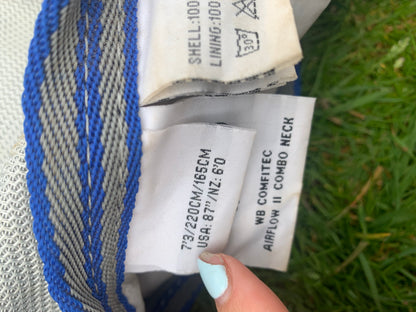 SHELL:100
LINING:100
30°
7'3/220CM/165CM
USA: 87"/NZ: 6'0
WB COMFITEC
AIRFLOW II COMBO NECK